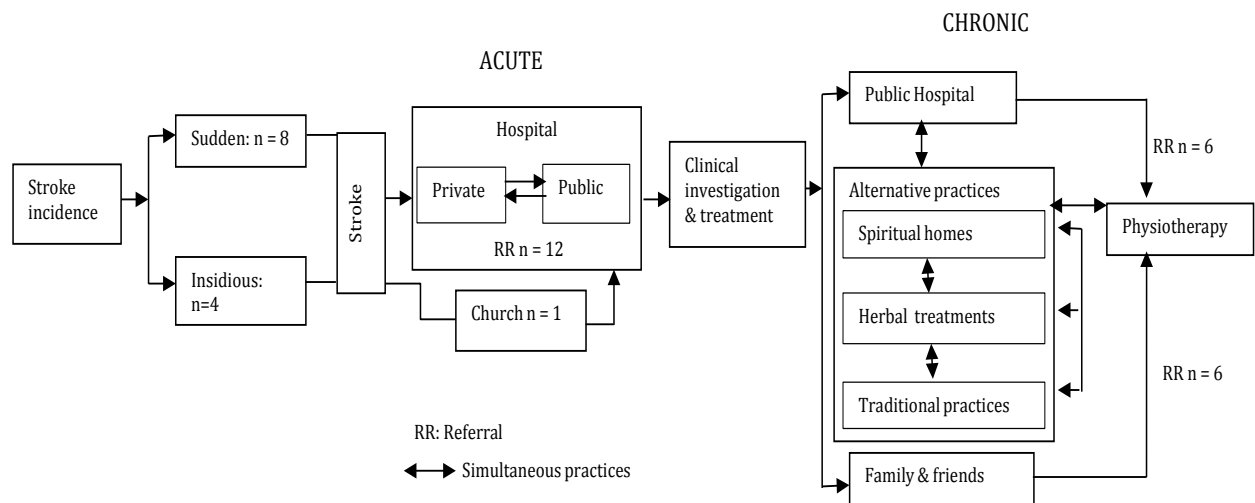 CHRONIC
ACUTE
Stroke
incidence
Sudden: n = 8
Insidious:
n=4
Stroke
Hospital
Private
Public
RR n = 12
Church n = 1
Clinical
investigation
& treatment
Public Hospital
Alternative practices
Spiritual homes
Herbal treatments
Traditional practices
Family & friends
RR n = 6
Physiotherapy
RR n = 6
RR: Referral
Simultaneous practices